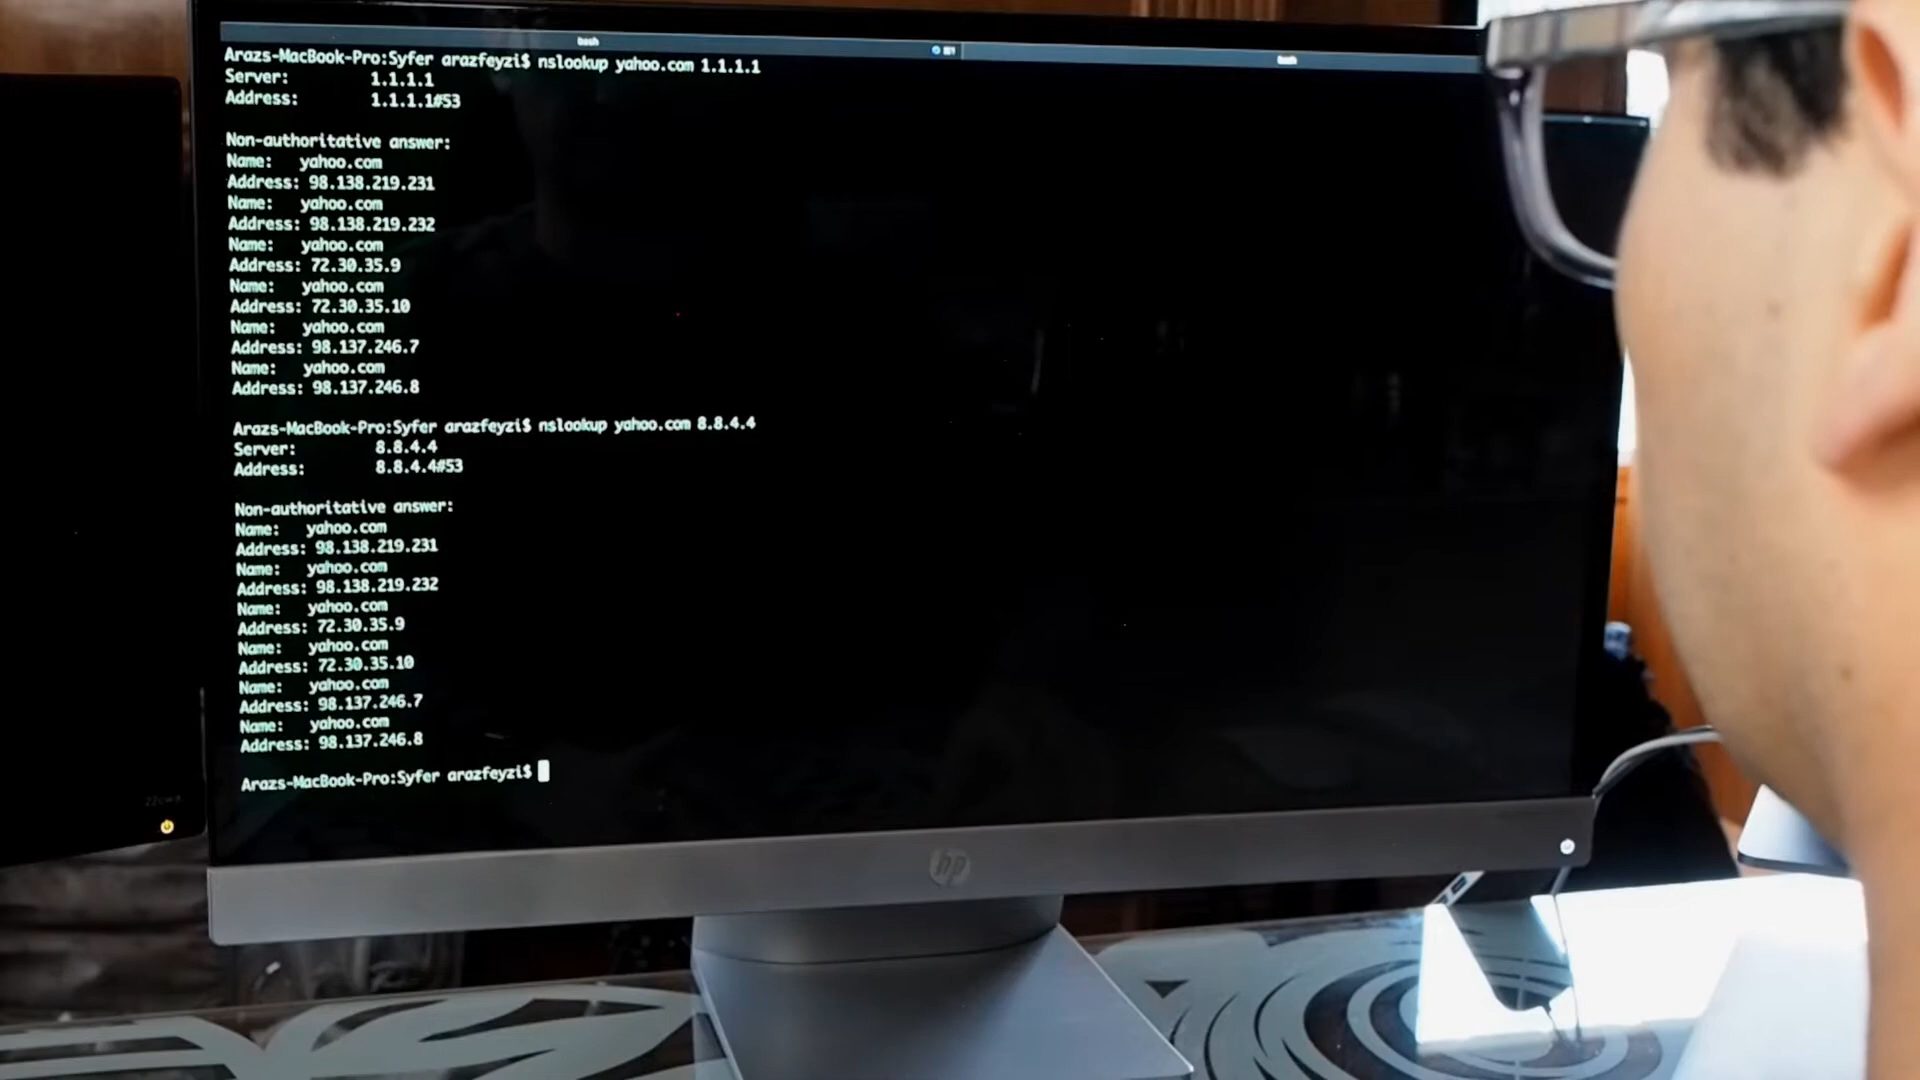 bash
bash
Arazs-MacBook-Pro:Syfer arazfeyzi$ nslookup yahoo.com 1.1.1.1
Server: 1.1.1.1
Address: 1.1.1.1#53
Non-authoritative answer:
Name: yahoo.com
Address: 98.138.219.231
Name: yahoo.com
Address: 98.138.219.232
Name: yahoo.com
Address: 72.30.35.9
Name: yahoo.com
Address: 72.30.35.10
Name: yahoo.com
Address: 98.137.246.7
Name: yahoo.com
Address: 98.137.246.8
Arazs-MacBook-Pro:Syfer arazfeyzi$ nslookup yahoo.com 8.8.4.4
Server: 8.8.4.4
Address: 8.8.4.4#53
Non-authoritative answer:
Name: yahoo.com
Address: 98.138.219.231
Name: yahoo.com
Address: 98.138.219.232
Name: yahoo.com
Address: 72.30.35.9
Name: yahoo.com
Address: 72.30.35.10
Name: yahoo.com
Address: 98.137.246.7
Name: yahoo.com
Address: 98.137.246.8
Arazs-MacBook-Pro:Syfer arazfeyzi$
hp